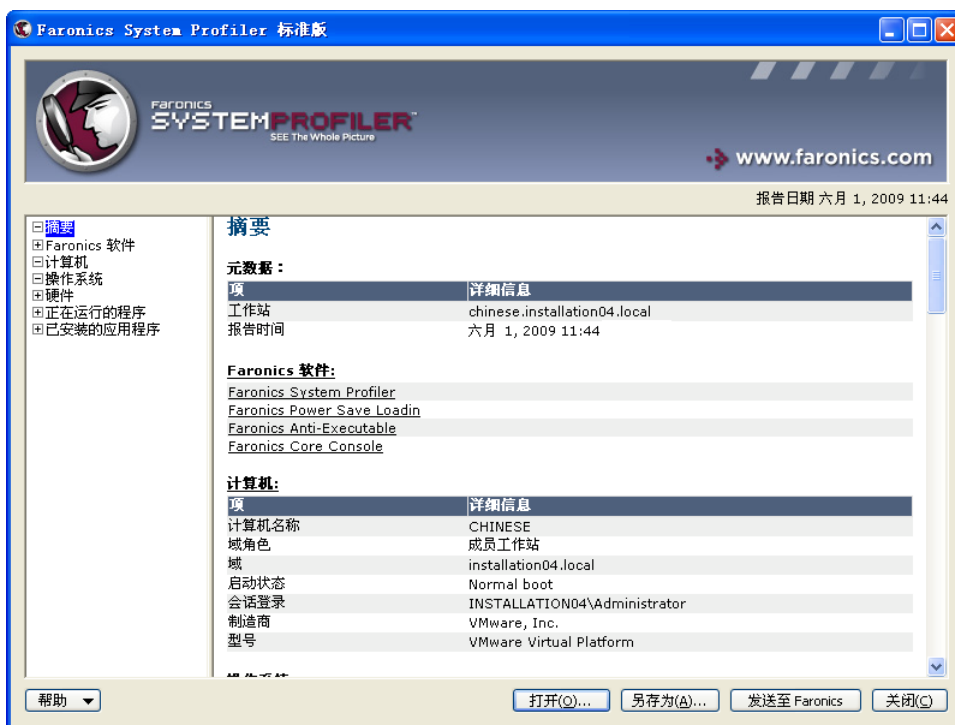 Faronics System Profiler 标准版
Faronics
SYSTEMPROFILER™
SEE The Whole Picture
www.faronics.com
报告日期 六月 1, 2009 11:44
摘要
Faronics 软件
计算机
操作系统
硬件
正在运行的程序
已安装的应用程序
摘要
元数据：
项 详细信息
工作站 chinese.installation04.local
报告时间 六月 1, 2009 11:44
Faronics 软件:
Faronics System Profiler
Faronics Power Save Loadin
Faronics Anti-Executable
Faronics Core Console
计算机:
项 详细信息
计算机名称 CHINESE
域角色 成员工作站
域 installation04.local
启动状态 Normal boot
会话登录 INSTALLATION04\Administrator
制造商 VMware, Inc.
型号 VMware Virtual Platform
帮助 打开(O)... 另存为(A)... 发送至 Faronics 关闭(C)